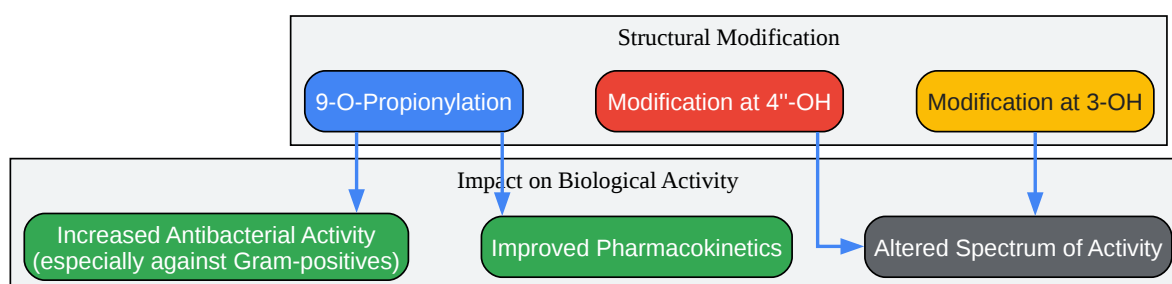 Structural Modification
9-O-Propionylation
Modification at 4''-OH
Modification at 3-OH
Impact on Biological Activity
Increased Antibacterial Activity
(especially against Gram-positives)
Improved Pharmacokinetics
Altered Spectrum of Activity